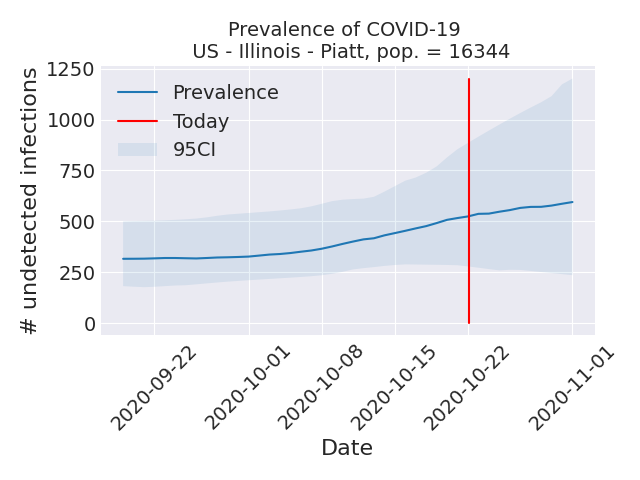 Prevalence of COVID-19
US - Illinois - Piatt, pop. = 16344
# undetected infections
1250
1000
750
500
250
0
Prevalence
Today
95CI
2020-09-22
2020-10-01
2020-10-08
2020-10-15
2020-10-22
2020-11-01
Date